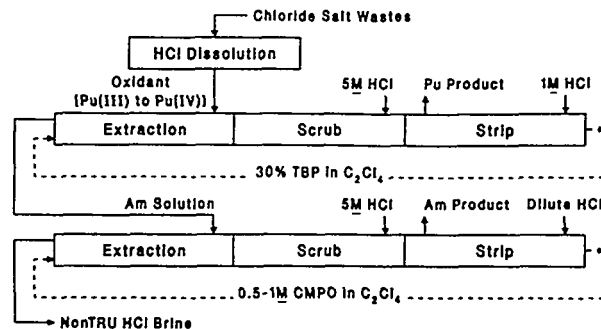 Chloride Salt Wastes
HCl Dissolution
Oxidant
[Pu(III) to Pu(IV)]
5M HCl
Pu Product
1M HCl
Extraction
Scrub
Strip
30% TBP in C₂Cl₄
Am Solution
5M HCl
Am Product
Dilute HCl
Extraction
Scrub
Strip
0.5-1M CMPO in C₂Cl₄
NonTRU HCl Brine